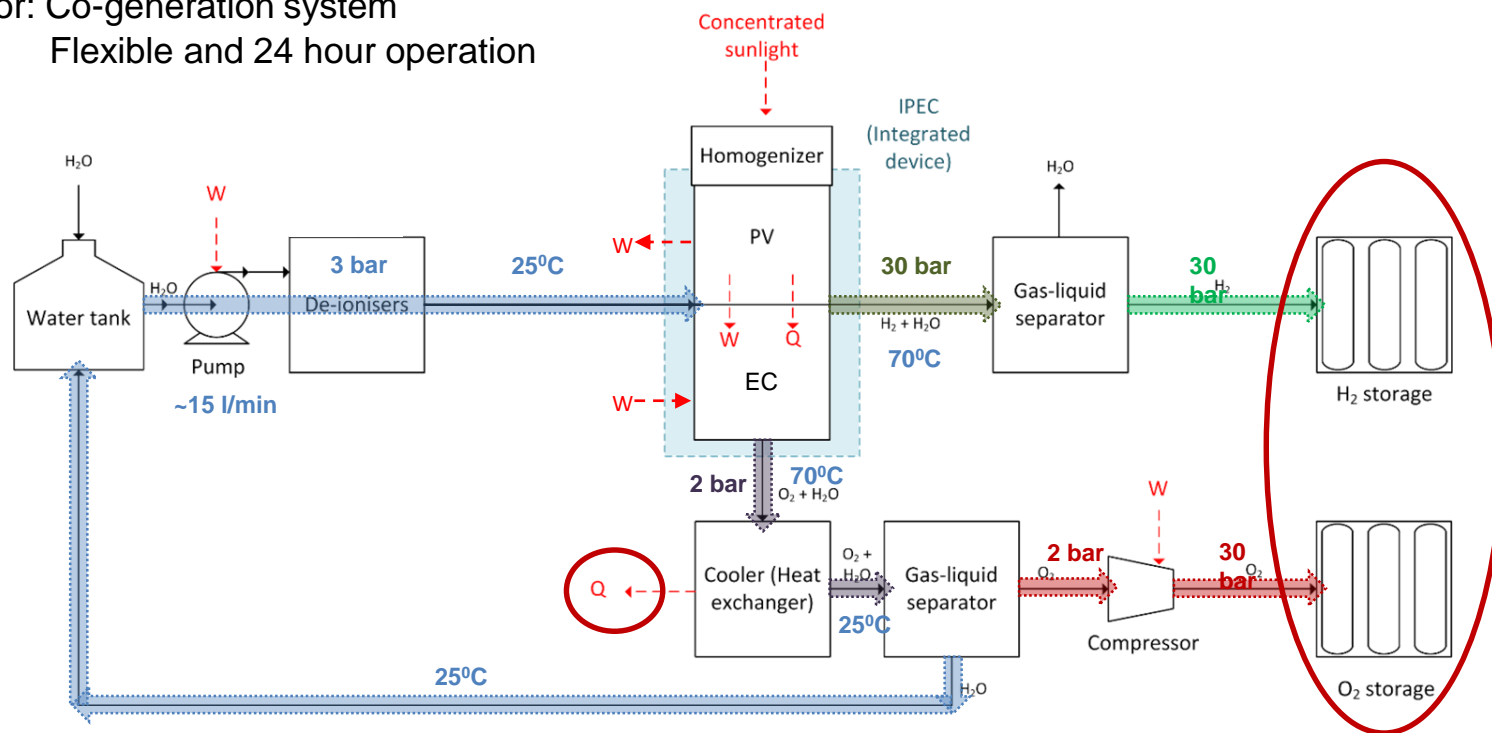 or: Co-generation system
Flexible and 24 hour operation
Concentrated
sunlight
IPEC
(Integrated
device)
Homogenizer
H₂O
H₂O
W
W
PV
3 bar
25⁰C
30 bar
30
bar
H₂
H₂O
De-ionisers
Water tank
Gas-liquid
separator
H₂ + H₂O
W
Q
70⁰C
Pump
EC
H₂ storage
~15 l/min
W
2 bar
70⁰C
O₂ + H₂O
W
Q
Cooler (Heat
exchanger)
O₂ +
H₂O
25⁰C
Gas-liquid
separator
2 bar
O₂
30
bar
O₂
Compressor
25⁰C
H₂O
O₂ storage